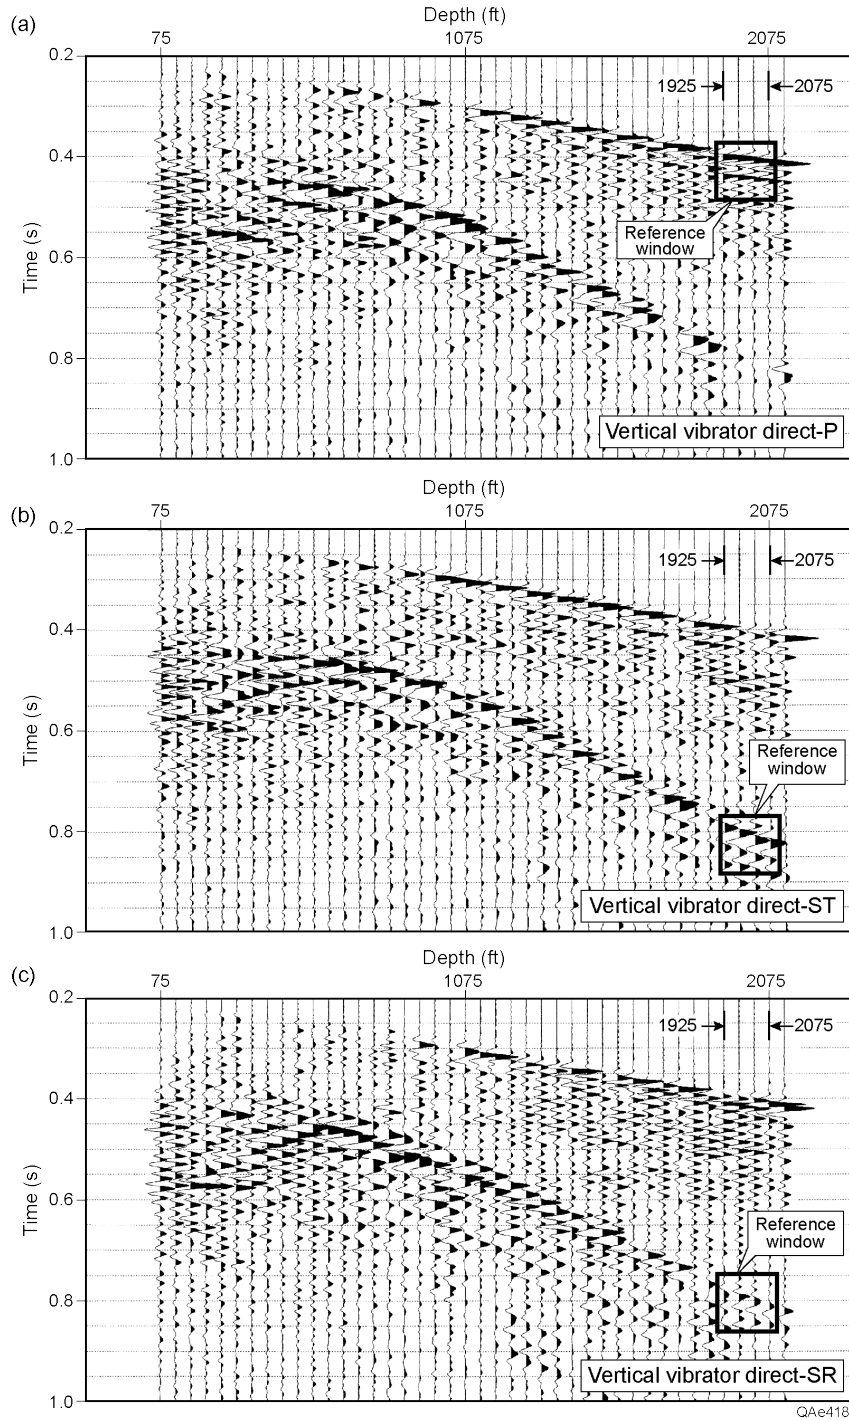 (a)
Depth (ft)
75 1075 2075
0.2
1925 2075
0.4
Reference
window
Time (s)
0.6
0.8
Vertical vibrator direct-P
1.0
(b)
Depth (ft)
75 1075 2075
0.2
1925 2075
0.4
Time (s)
0.6
Reference
window
0.8
Vertical vibrator direct-ST
1.0
(c)
Depth (ft)
75 1075 2075
0.2
1925 2075
0.4
Time (s)
0.6
Reference
window
0.8
Vertical vibrator direct-SR
1.0
QAe418